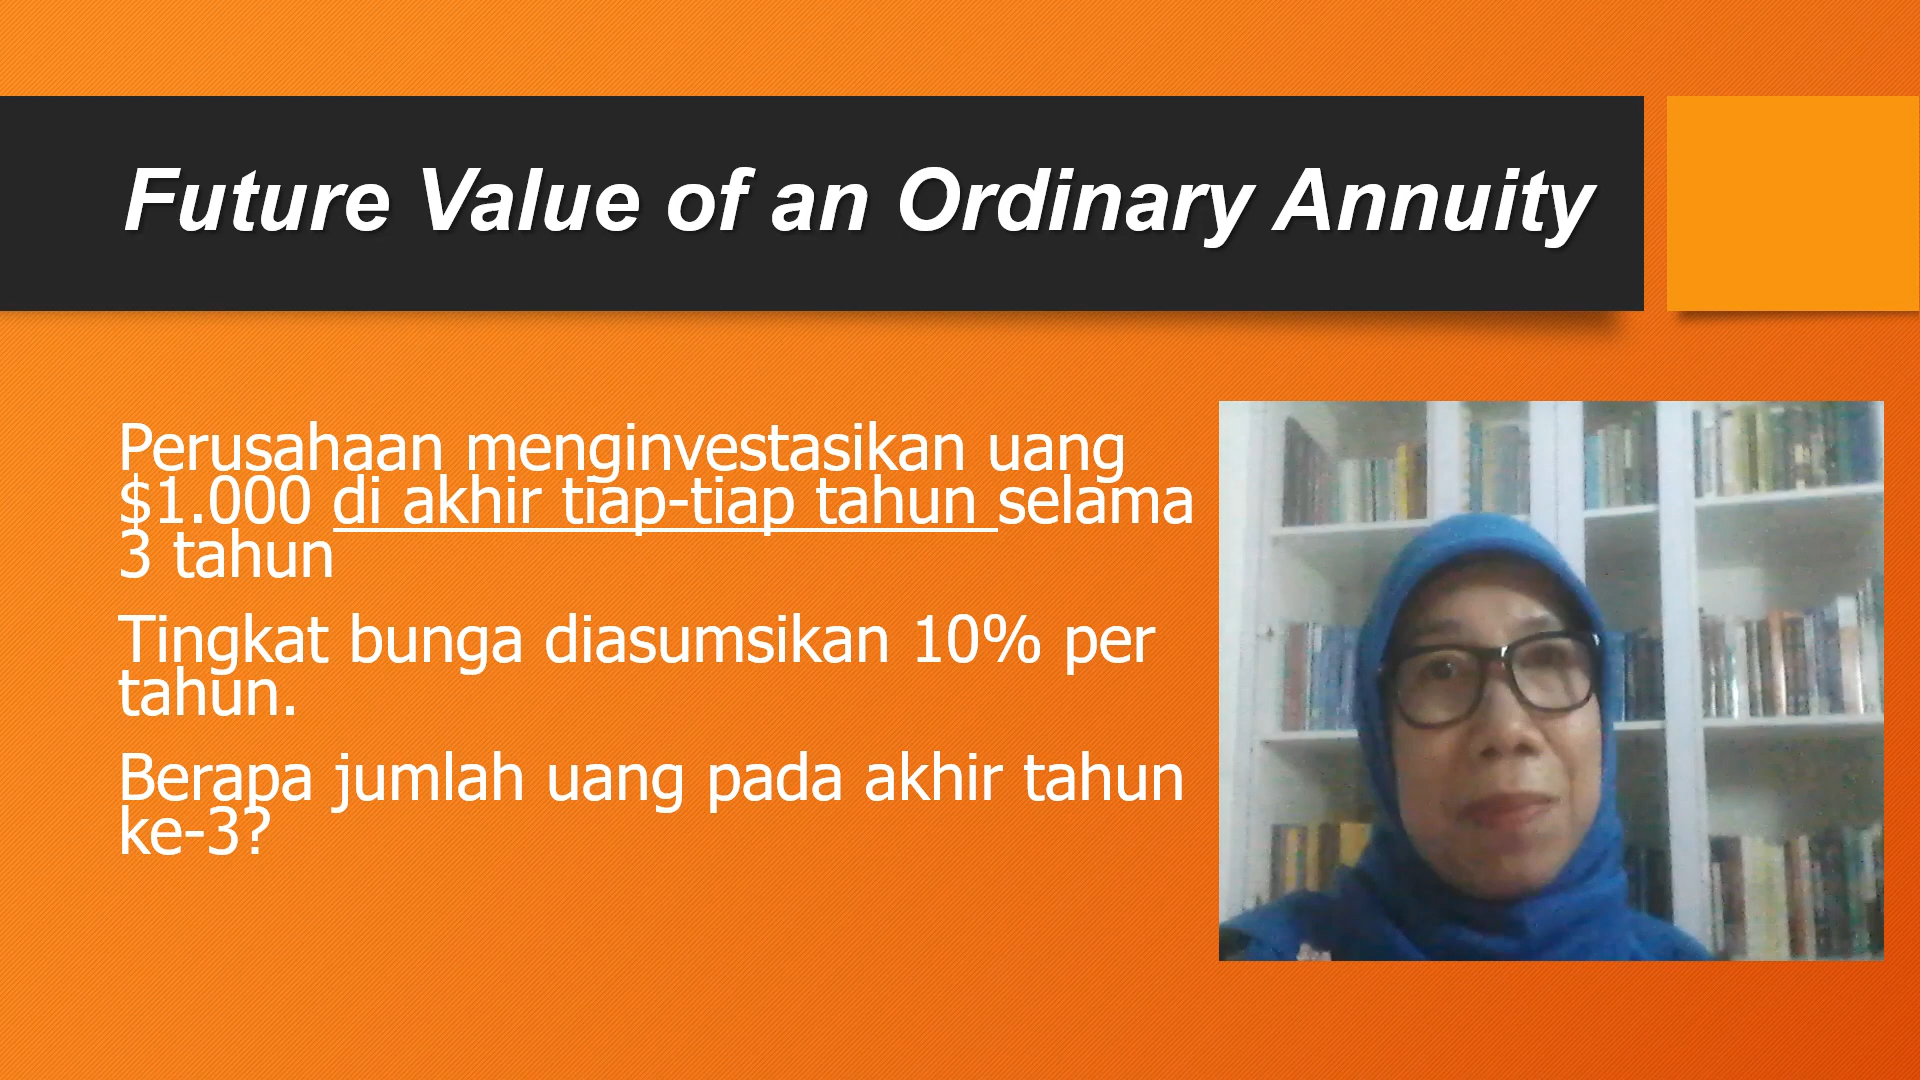 Future Value of an Ordinary Annuity
Perusahaan menginvestasikan uang
$1.000 di akhir tiap-tiap tahun selama
3 tahun
Tingkat bunga diasumsikan 10% per
tahun.
Berapa jumlah uang pada akhir tahun
ke-3?